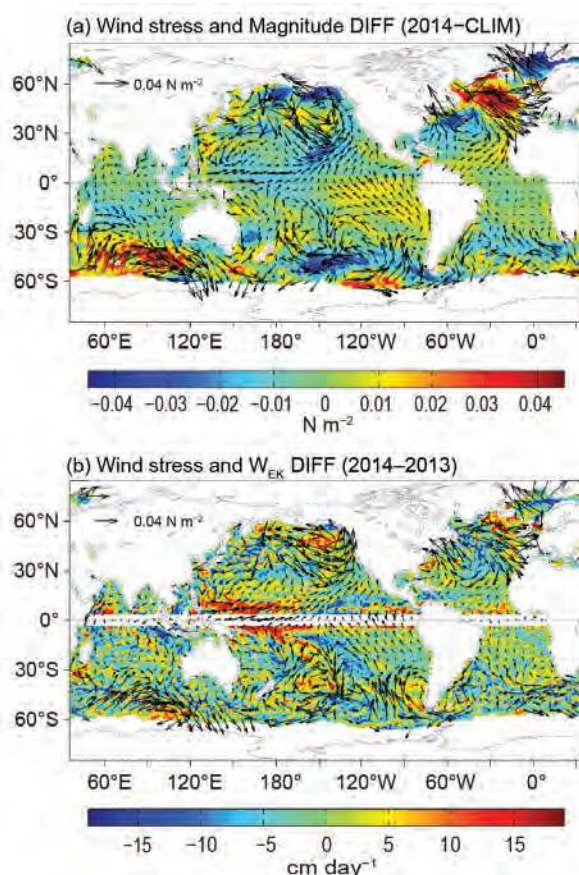 (a) Wind stress and Magnitude DIFF (2014−CLIM)
60°N
0.04 N m⁻²
30°N
0°
30°S
60°S
60°E 120°E 180° 120°W 60°W 0°
−0.04 −0.03 −0.02 −0.01 0 0.01 0.02 0.03 0.04
N m⁻²
(b) Wind stress and W_EK DIFF (2014–2013)
60°N
0.04 N m⁻²
30°N
0°
30°S
60°S
60°E 120°E 180° 120°W 60°W 0°
−15 −10 −5 0 5 10 15
cm day⁻¹